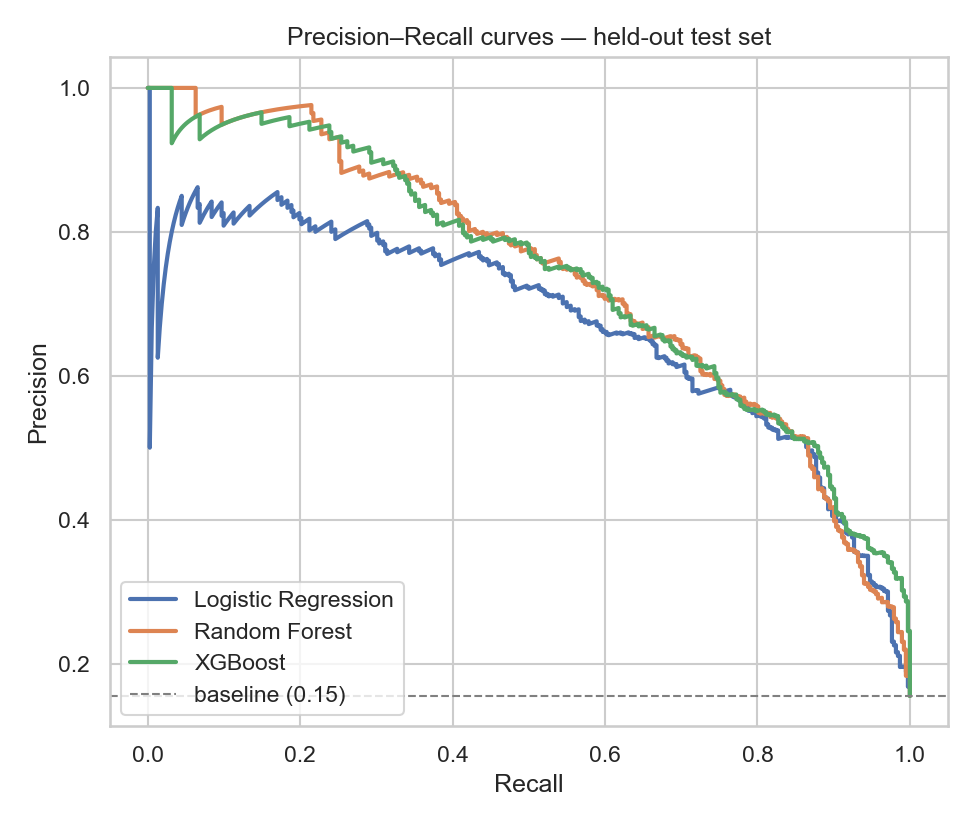 Precision–Recall curves — held-out test set
Precision
1.0
0.8
0.6
0.4
0.2
Logistic Regression
Random Forest
XGBoost
baseline (0.15)
0.0 0.2 0.4 0.6 0.8 1.0
Recall